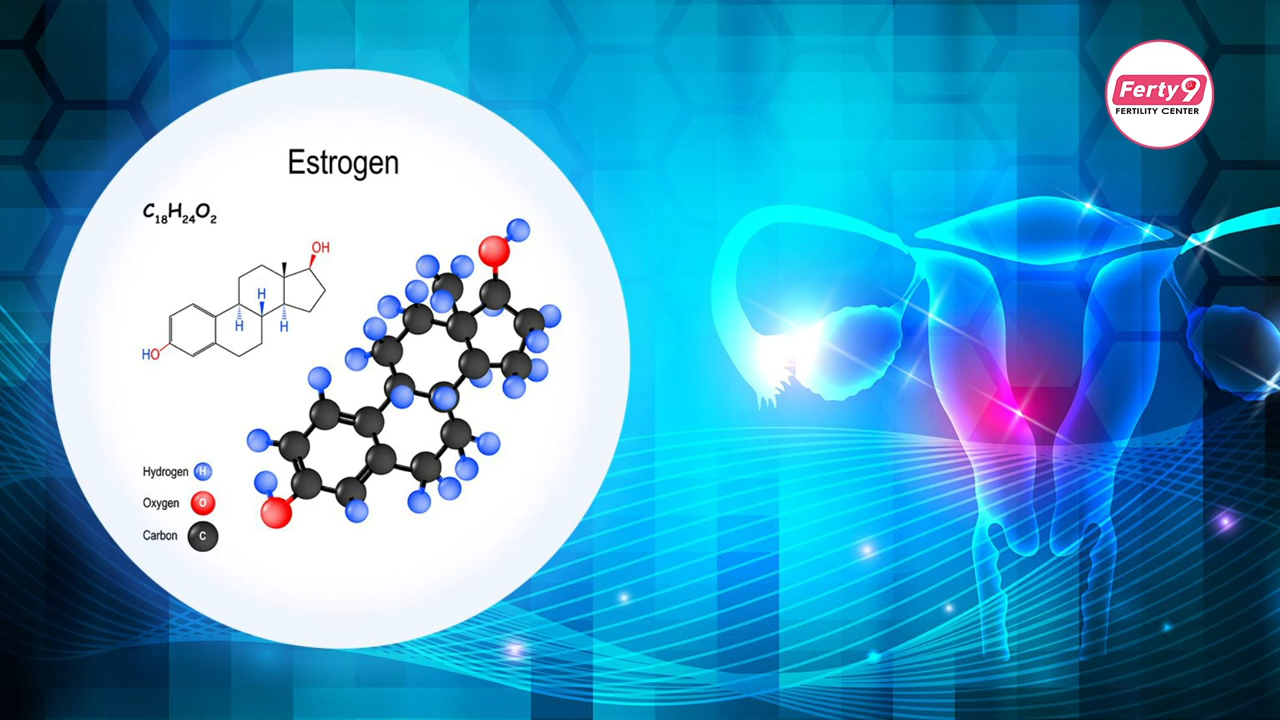 Ferty9
FERTILITY CENTER
Estrogen
C₁₈H₂₄O₂
OH
H
H
H
HO
Hydrogen H
Oxygen O
Carbon C